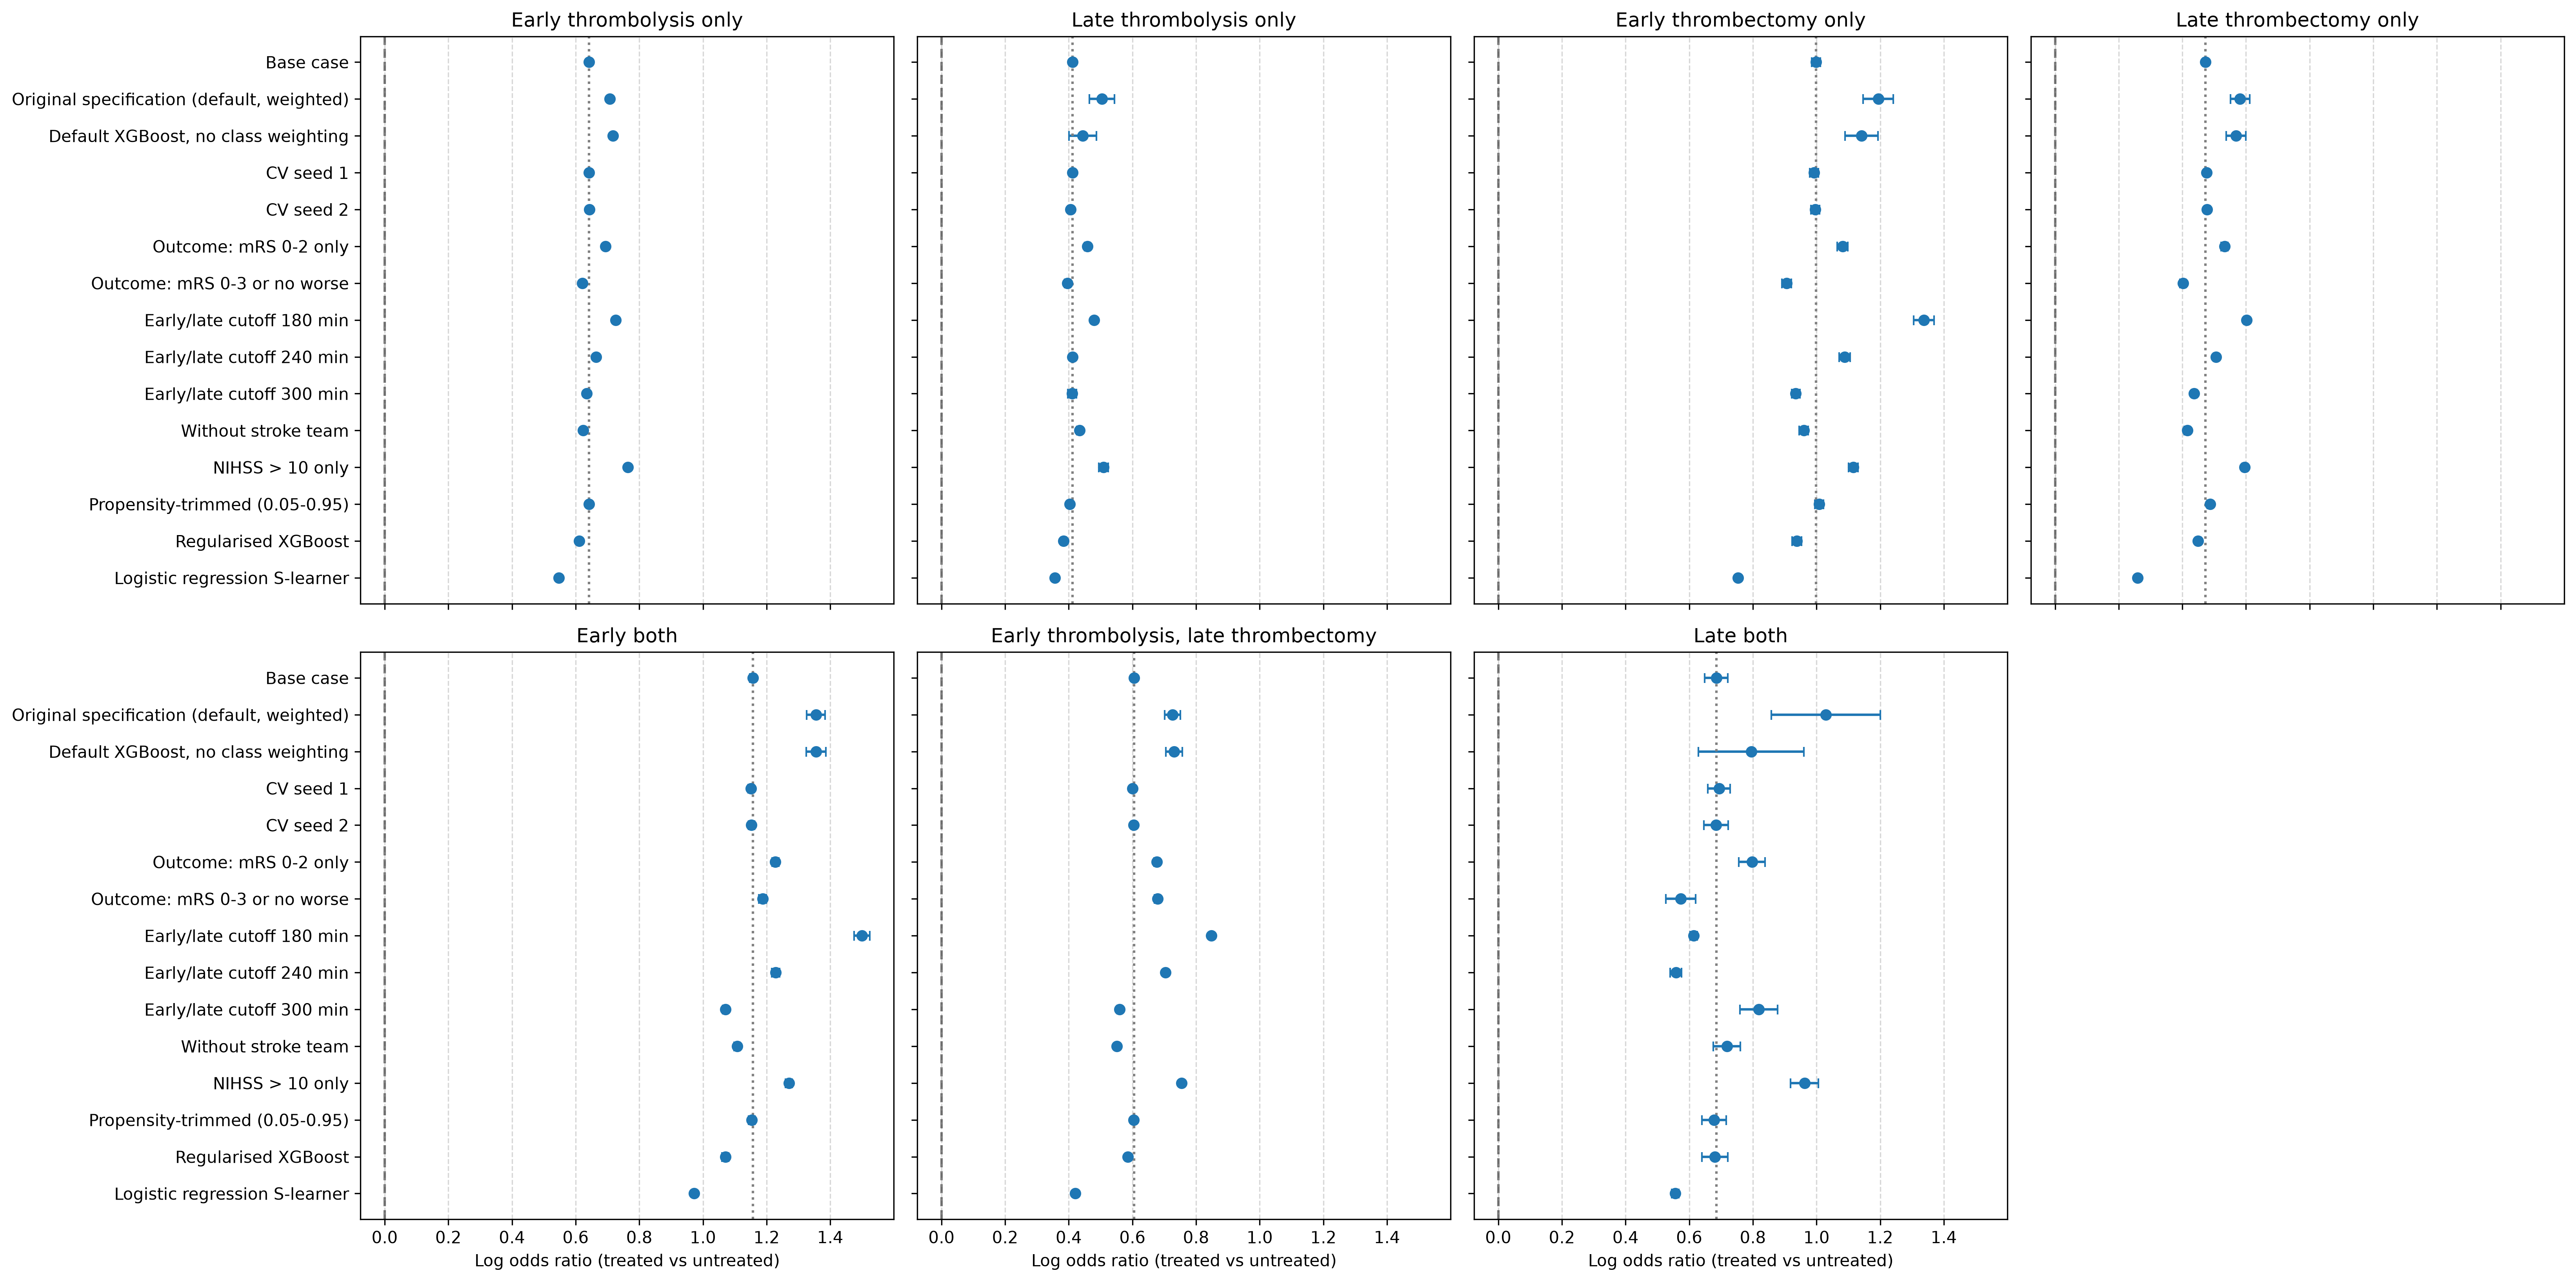 Early thrombolysis only
Late thrombolysis only
Early thrombectomy only
Late thrombectomy only
Base case
Original specification (default, weighted)
Default XGBoost, no class weighting
CV seed 1
CV seed 2
Outcome: mRS 0-2 only
Outcome: mRS 0-3 or no worse
Early/late cutoff 180 min
Early/late cutoff 240 min
Early/late cutoff 300 min
Without stroke team
NIHSS > 10 only
Propensity-trimmed (0.05-0.95)
Regularised XGBoost
Logistic regression S-learner
Early both
Early thrombolysis, late thrombectomy
Late both
Base case
Original specification (default, weighted)
Default XGBoost, no class weighting
CV seed 1
CV seed 2
Outcome: mRS 0-2 only
Outcome: mRS 0-3 or no worse
Early/late cutoff 180 min
Early/late cutoff 240 min
Early/late cutoff 300 min
Without stroke team
NIHSS > 10 only
Propensity-trimmed (0.05-0.95)
Regularised XGBoost
Logistic regression S-learner
0.0 0.2 0.4 0.6 0.8 1.0 1.2 1.4
0.0 0.2 0.4 0.6 0.8 1.0 1.2 1.4
0.0 0.2 0.4 0.6 0.8 1.0 1.2 1.4
Log odds ratio (treated vs untreated)
Log odds ratio (treated vs untreated)
Log odds ratio (treated vs untreated)